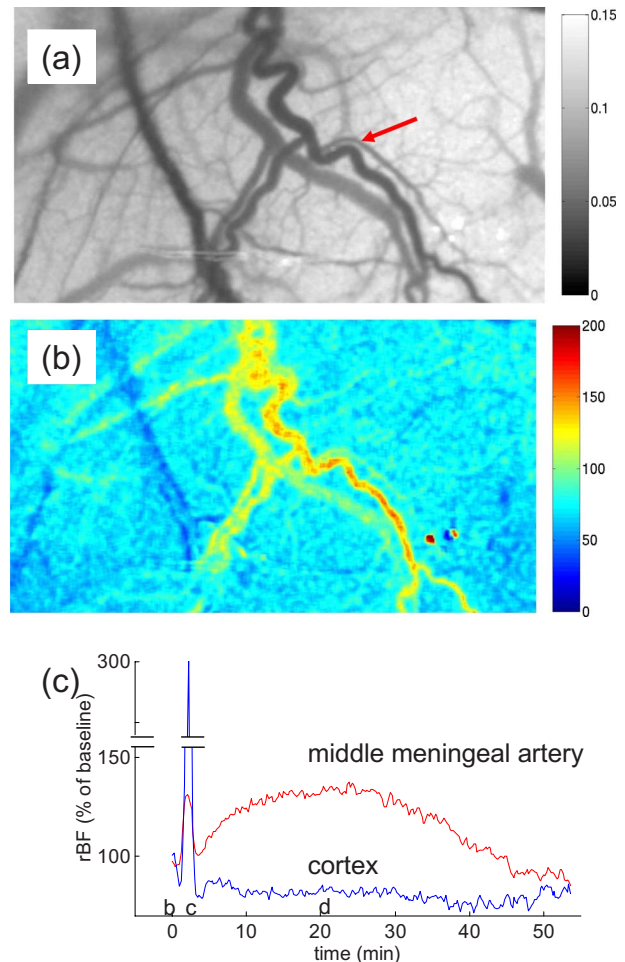 (a)
0.15
0.1
0.05
0
(b)
200
150
100
50
0
(c)
300
150
100
rBF (% of baseline)
middle meningeal artery
cortex
b c d
0 10 20 30 40 50
time (min)